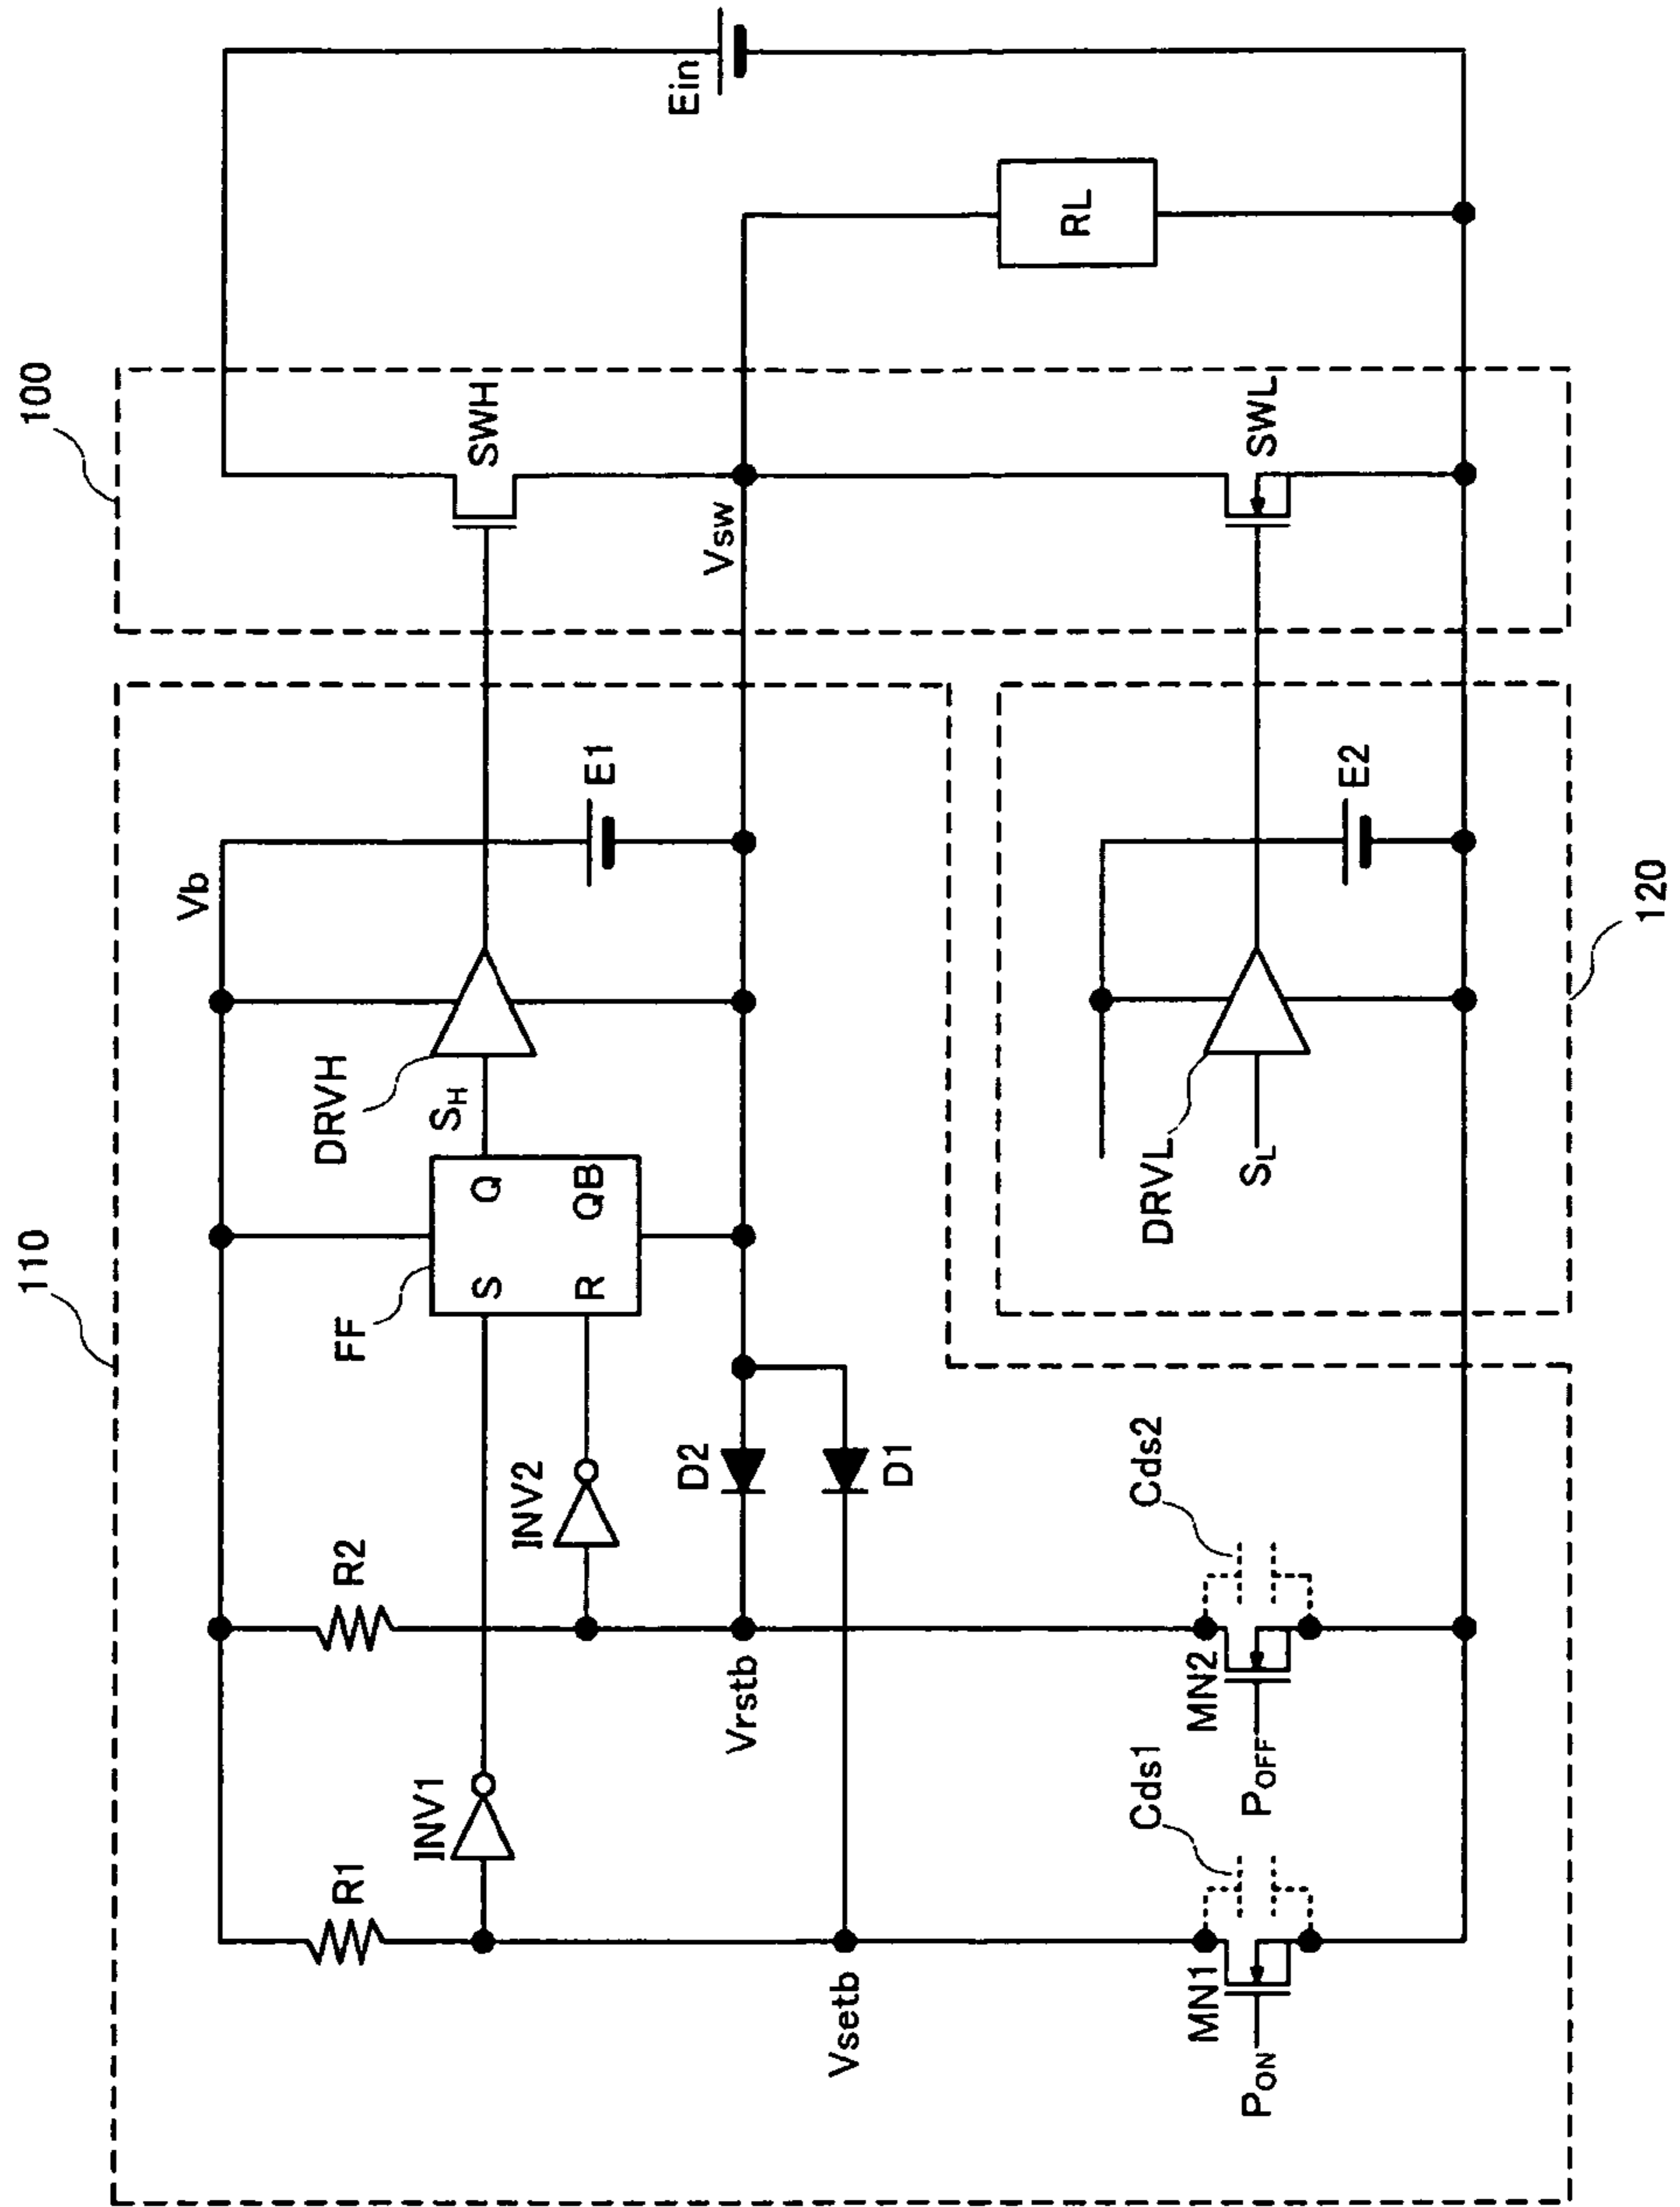 100
110
120
Ein
RL
SWH
SWL
Vsw
Vb
E1
E2
DRVH
SH
DRVL
SL
FF
S
Q
R
QB
INV1
INV2
R1
R2
D2
D1
Vrstb
Vsetb
MN1
MN2
Cds1
Cds2
PON
POFF